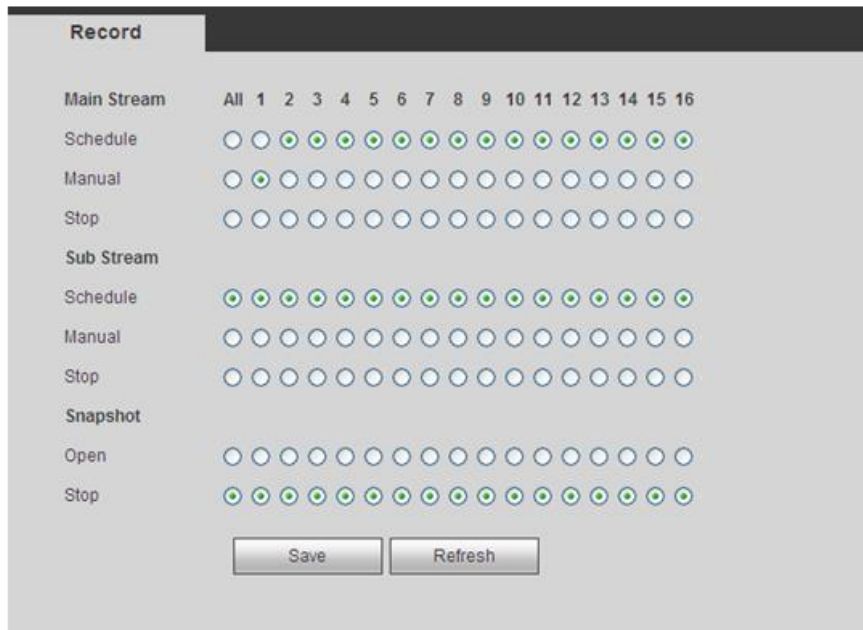 Record
Main Stream All 1 2 3 4 5 6 7 8 9 10 11 12 13 14 15 16
Schedule
Manual
Stop
Sub Stream
Schedule
Manual
Stop
Snapshot
Open
Stop
Save Refresh